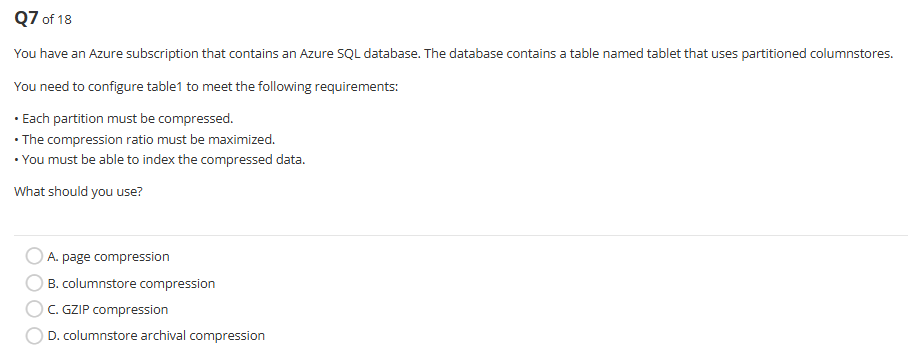 Q7 of 18
You have an Azure subscription that contains an Azure SQL database. The database contains a table named tablet that uses partitioned columnstores.
You need to configure table1 to meet the following requirements:
• Each partition must be compressed.
• The compression ratio must be maximized.
• You must be able to index the compressed data.
What should you use?
A. page compression
B. columnstore compression
C. GZIP compression
D. columnstore archival compression